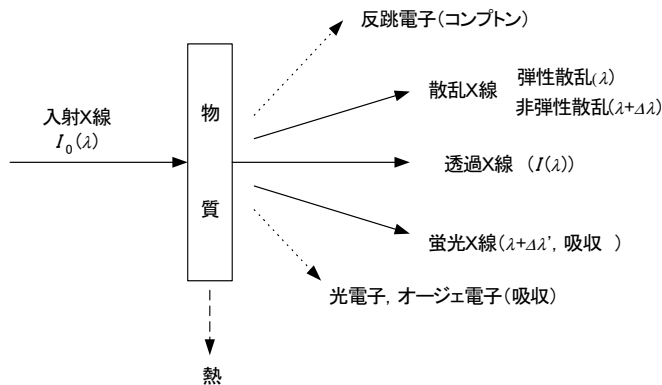 反跳電子(コンプトン)
散乱X線 弾性散乱(λ)
非弾性散乱(λ+Δλ)
入射X線
I₀(λ)
物
質
透過X線 (I(λ))
蛍光X線(λ+Δλ', 吸収 )
光電子, オージェ電子(吸収)
熱